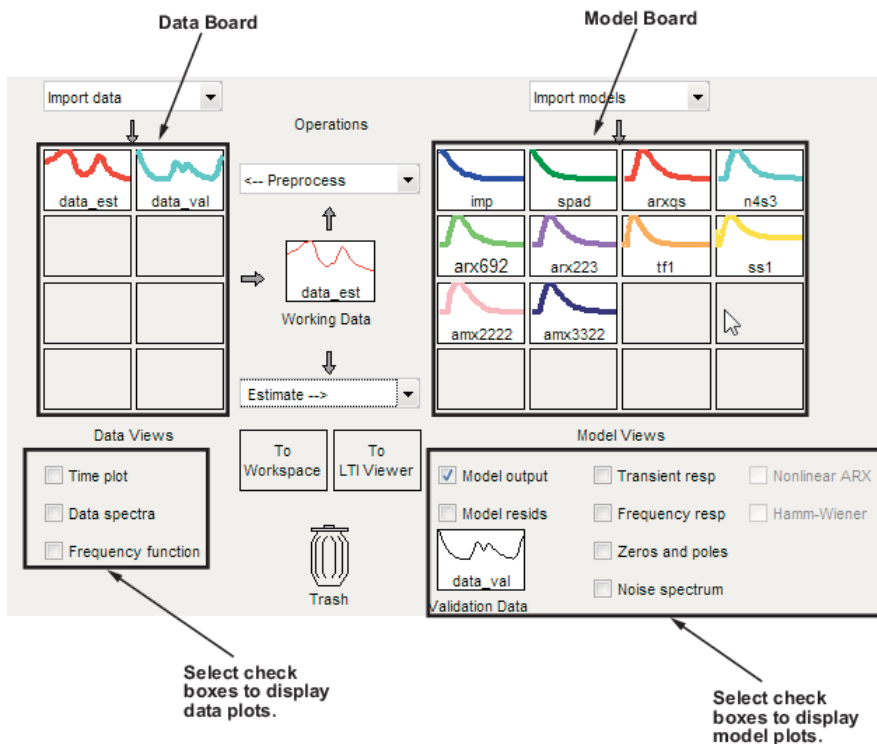 Data Board
Model Board
Import data
Import models
Operations
data_est
data_val
<-- Preprocess
imp
spad
arxqs
n4s3
arx692
arx223
tf1
ss1
data_est
Working Data
amx2222
amx3322
Estimate -->
Data Views
Model Views
To
Workspace
To
LTI Viewer
Time plot
Data spectra
Frequency function
Trash
Model output
Transient resp
Nonlinear ARX
Model resids
Frequency resp
Hamm-Wiener
Zeros and poles
data_val
Noise spectrum
Validation Data
Select check
boxes to display
data plots.
Select check
boxes to display
model plots.